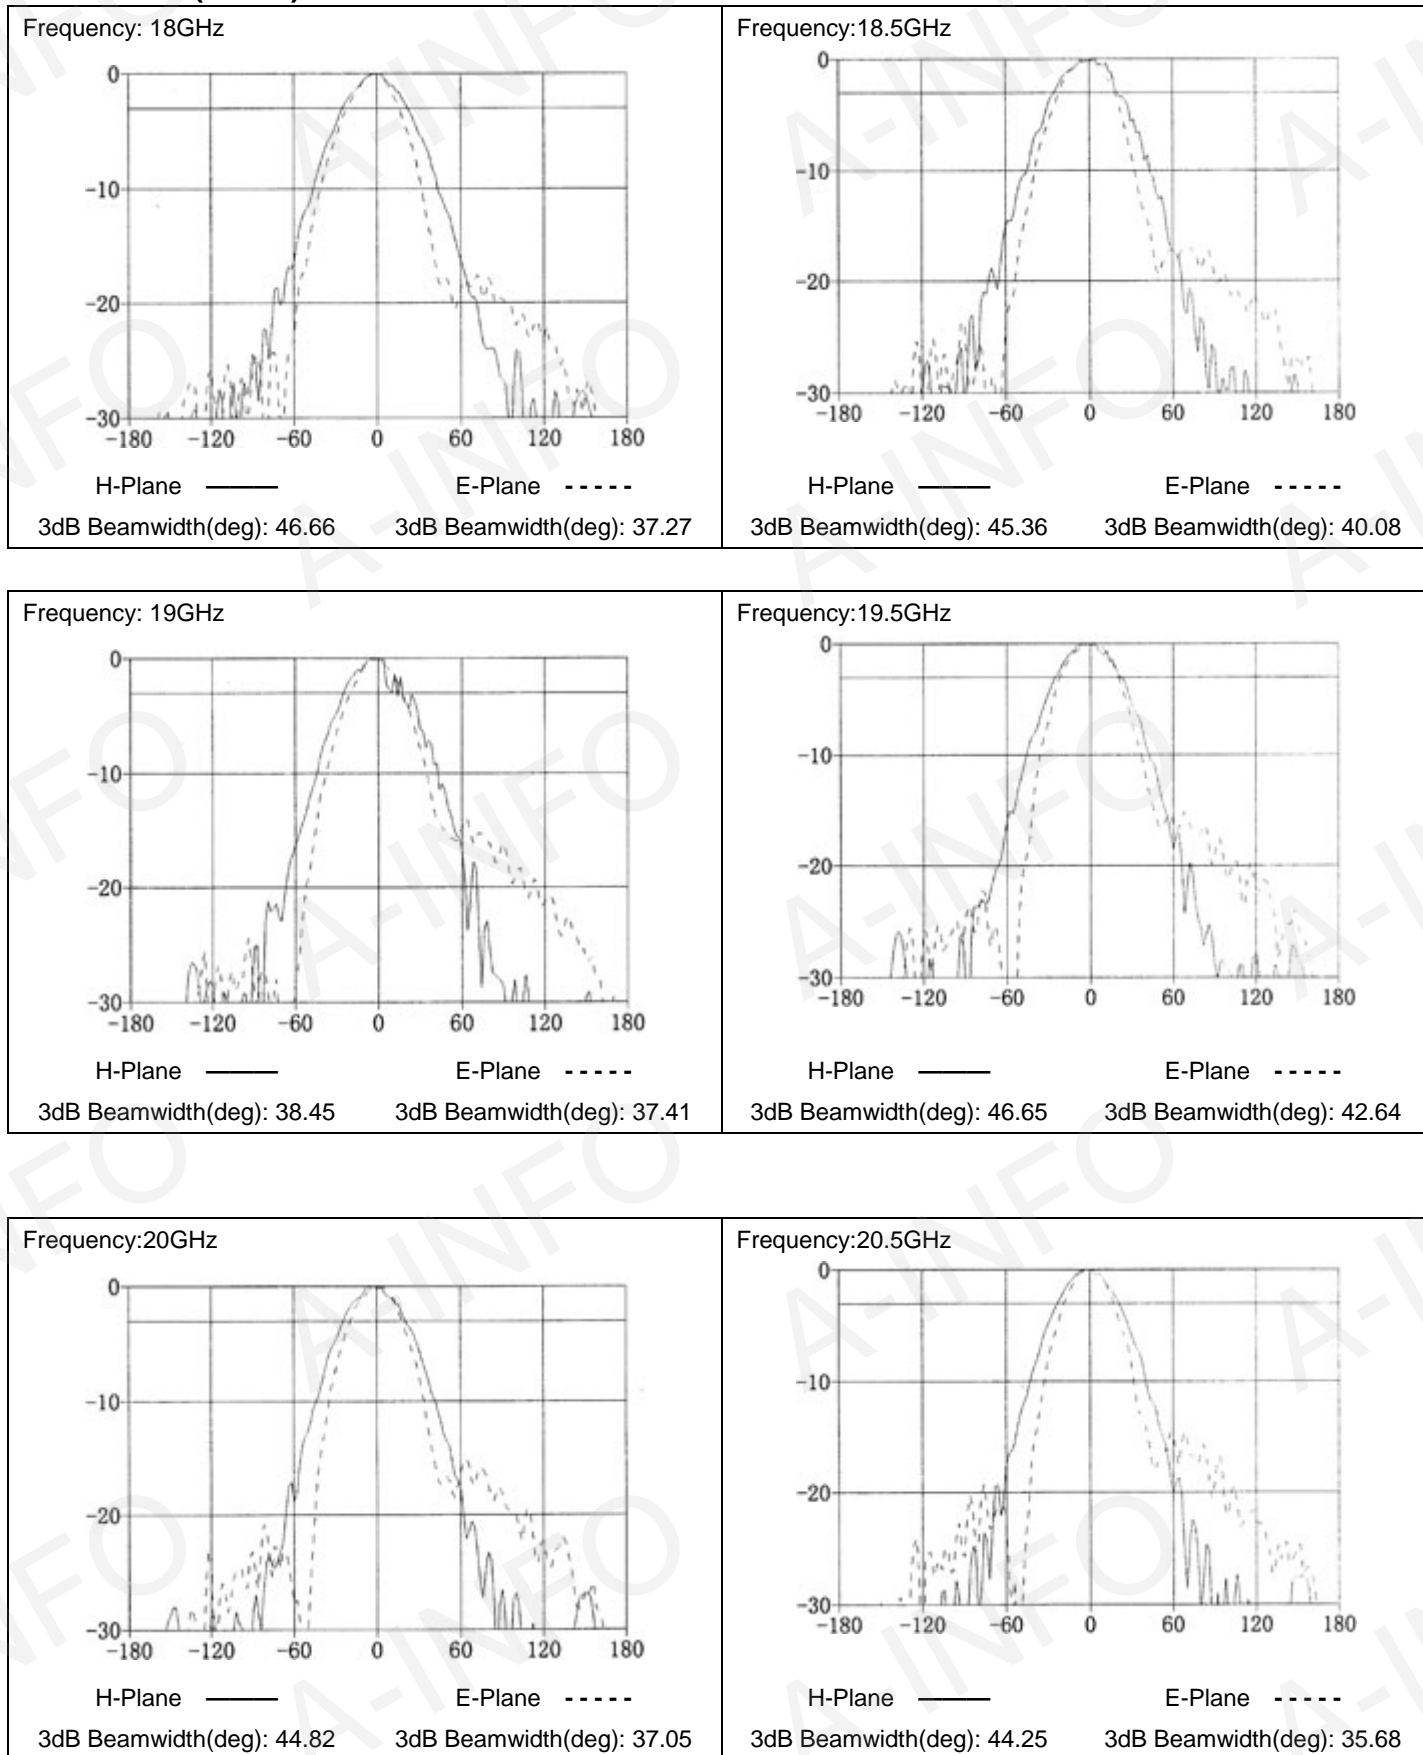 Frequency: 18GHz
0
-10
-20
-30
-180 -120 -60 0 60 120 180
H-Plane E-Plane
3dB Beamwidth(deg): 46.66 3dB Beamwidth(deg): 37.27
Frequency:18.5GHz
0
-10
-20
-30
-180 -120 -60 0 60 120 180
H-Plane E-Plane
3dB Beamwidth(deg): 45.36 3dB Beamwidth(deg): 40.08
Frequency: 19GHz
0
-10
-20
-30
-180 -120 -60 0 60 120 180
H-Plane E-Plane
3dB Beamwidth(deg): 38.45 3dB Beamwidth(deg): 37.41
Frequency:19.5GHz
0
-10
-20
-30
-180 -120 -60 0 60 120 180
H-Plane E-Plane
3dB Beamwidth(deg): 46.65 3dB Beamwidth(deg): 42.64
Frequency:20GHz
0
-10
-20
-30
-180 -120 -60 0 60 120 180
H-Plane E-Plane
3dB Beamwidth(deg): 44.82 3dB Beamwidth(deg): 37.05
Frequency:20.5GHz
0
-10
-20
-30
-180 -120 -60 0 60 120 180
H-Plane E-Plane
3dB Beamwidth(deg): 44.25 3dB Beamwidth(deg): 35.68
A-INFO